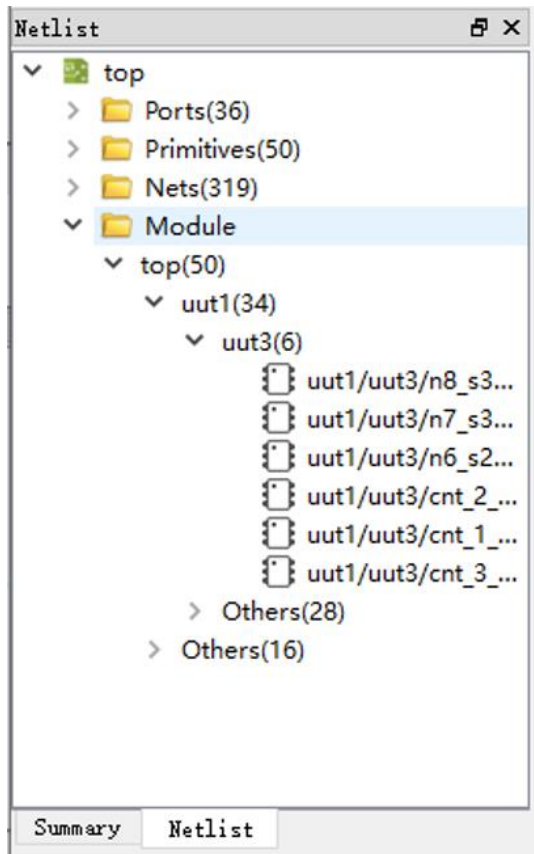 Netlist
top
Ports(36)
Primitives(50)
Nets(319)
Module
top(50)
uut1(34)
uut3(6)
uut1/uut3/n8_s3...
uut1/uut3/n7_s3...
uut1/uut3/n6_s2...
uut1/uut3/cnt_2_...
uut1/uut3/cnt_1_...
uut1/uut3/cnt_3_...
Others(28)
Others(16)
Summary Netlist